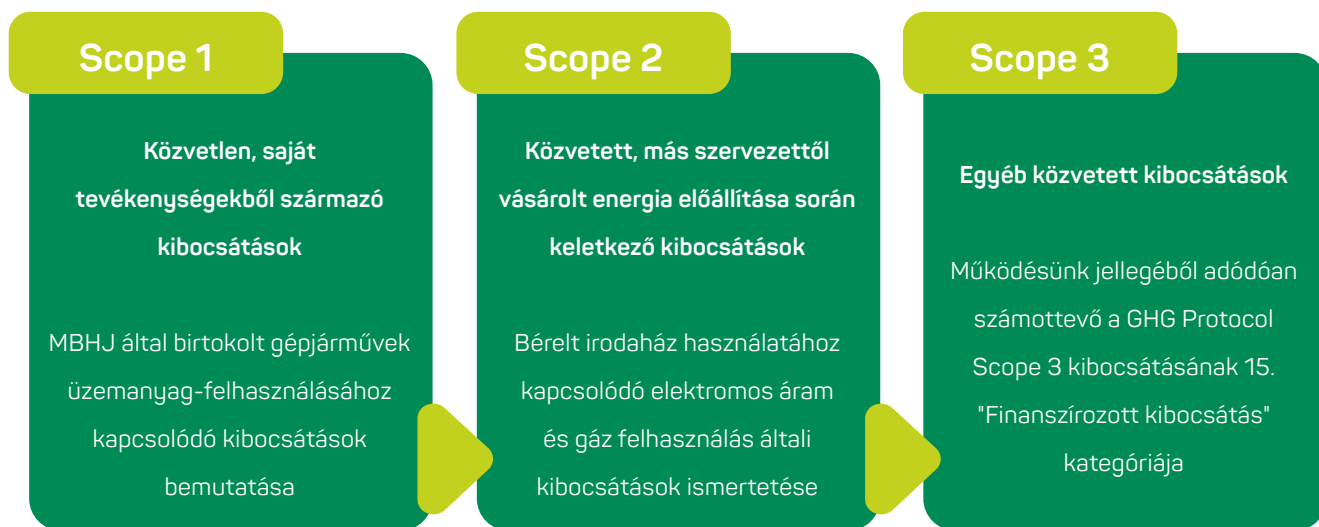 Scope 1
Közvetlen, saját
tevékenységekből származó
kibocsátások
MBHJ által birtokolt gépjárművek
üzemanyag-felhasználásához
kapcsolódó kibocsátások
bemutatása
Scope 2
Közvetett, más szervezettől
vásárolt energia előállítása során
keletkező kibocsátások
Bérelt irodaház használatához
kapcsolódó elektromos áram
és gáz felhasználás általi
kibocsátások ismertetése
Scope 3
Egyéb közvetett kibocsátások
Működésünk jellegéből adódóan
számottevő a GHG Protocol
Scope 3 kibocsátásának 15.
"Finanszírozott kibocsátás"
kategóriája